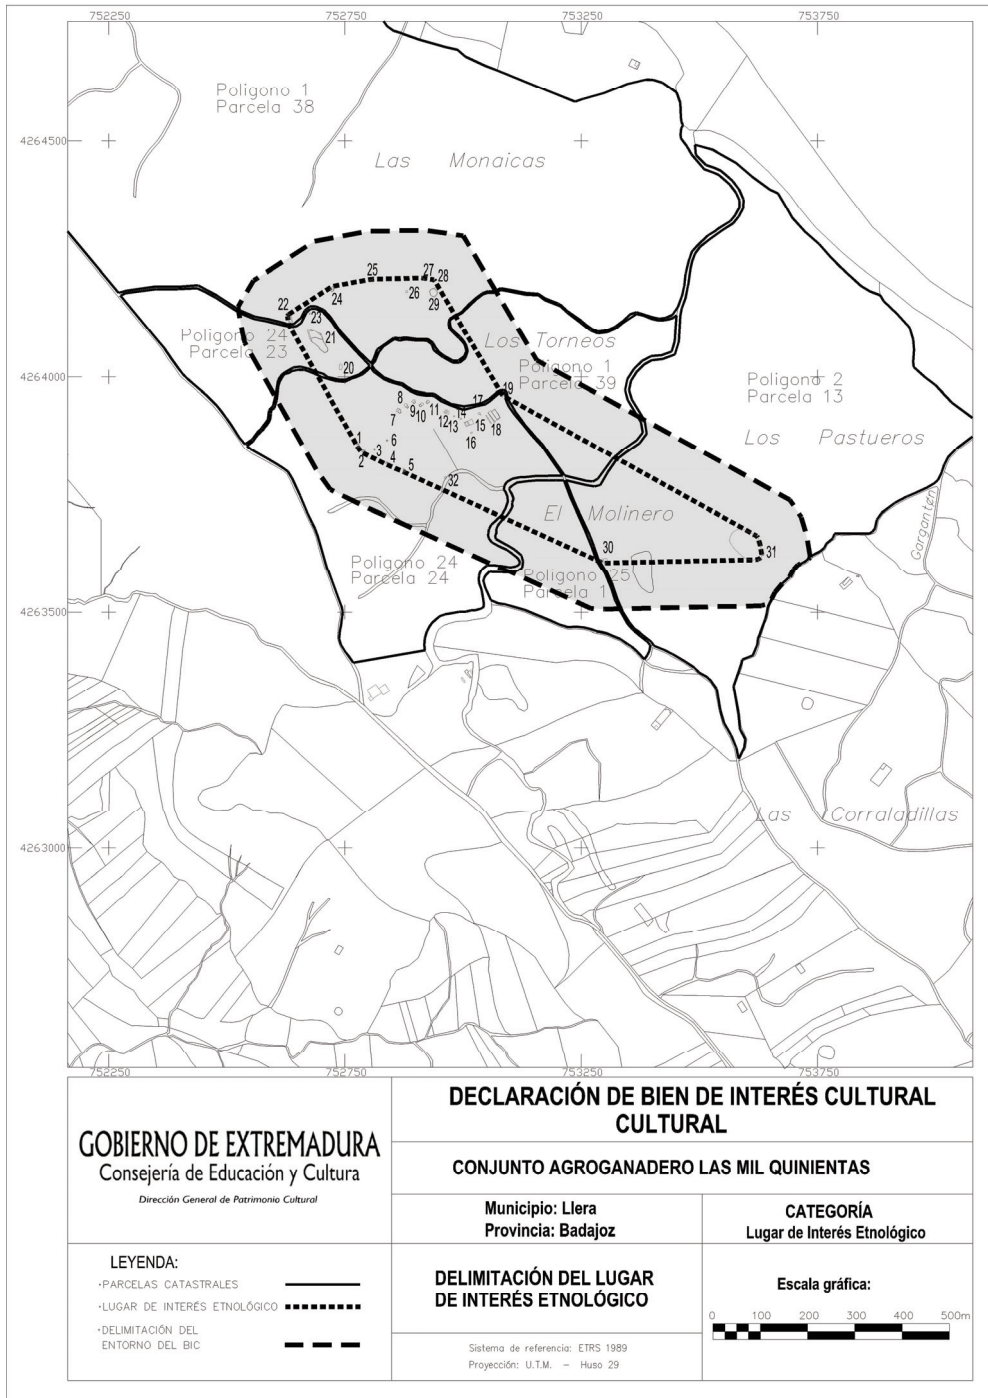 752250 752750 753250 753750
Poligono 1
Parcela 38
4264500
Las Monaicas
25
27
28
24
26
29
22
23
Poligono 24
Parcela 23
21
Los Torneos
20
Poligono 1
Parcela 39
4264000
Poligono 2
Parcela 13
19
8
9
10
11
17
7
12
14
13
15
18
16
1
6
2
3
4
5
Los Pastueros
32
Gargantón
El Molinero
30
31
Poligono 24
Parcela 24
Poligono 25
Parcela 1
4263500
Las Corraladillas
4263000
752250 752750 753250 753750
GOBIERNO DE EXTREMADURA
Consejería de Educación y Cultura
Dirección General de Patrimonio Cultural
DECLARACIÓN DE BIEN DE INTERÉS CULTURAL
CULTURAL
CONJUNTO AGROGANADERO LAS MIL QUINIENTAS
Municipio: Llera
Provincia: Badajoz
CATEGORÍA
Lugar de Interés Etnológico
LEYENDA:
·PARCELAS CATASTRALES
·LUGAR DE INTERÉS ETNOLÓGICO
·DELIMITACIÓN DEL
ENTORNO DEL BIC
DELIMITACIÓN DEL LUGAR
DE INTERÉS ETNOLÓGICO
Sistema de referencia: ETRS 1989
Proyección: U.T.M. – Huso 29
Escala gráfica:
0 100 200 300 400 500m